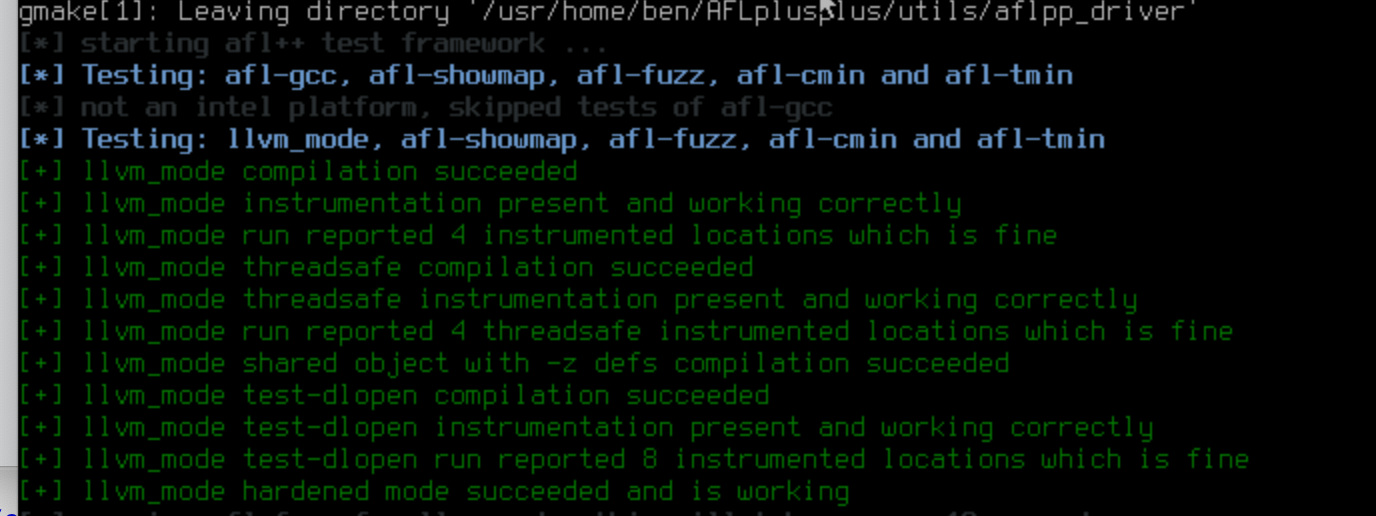 gmake[1]: Leaving directory '/usr/home/ben/AFLplusplus/utils/aflpp_driver'
[*] starting afl++ test framework ...
[*] Testing: afl-gcc, afl-showmap, afl-fuzz, afl-cmin and afl-tmin
[*] not an intel platform, skipped tests of afl-gcc
[*] Testing: llvm_mode, afl-showmap, afl-fuzz, afl-cmin and afl-tmin
[+] llvm_mode compilation succeeded
[+] llvm_mode instrumentation present and working correctly
[+] llvm_mode run reported 4 instrumented locations which is fine
[+] llvm_mode threadsafe compilation succeeded
[+] llvm_mode threadsafe instrumentation present and working correctly
[+] llvm_mode run reported 4 threadsafe instrumented locations which is fine
[+] llvm_mode shared object with -z defs compilation succeeded
[+] llvm_mode test-dlopen compilation succeeded
[+] llvm_mode test-dlopen instrumentation present and working correctly
[+] llvm_mode test-dlopen run reported 8 instrumented locations which is fine
[+] llvm_mode hardened mode succeeded and is working